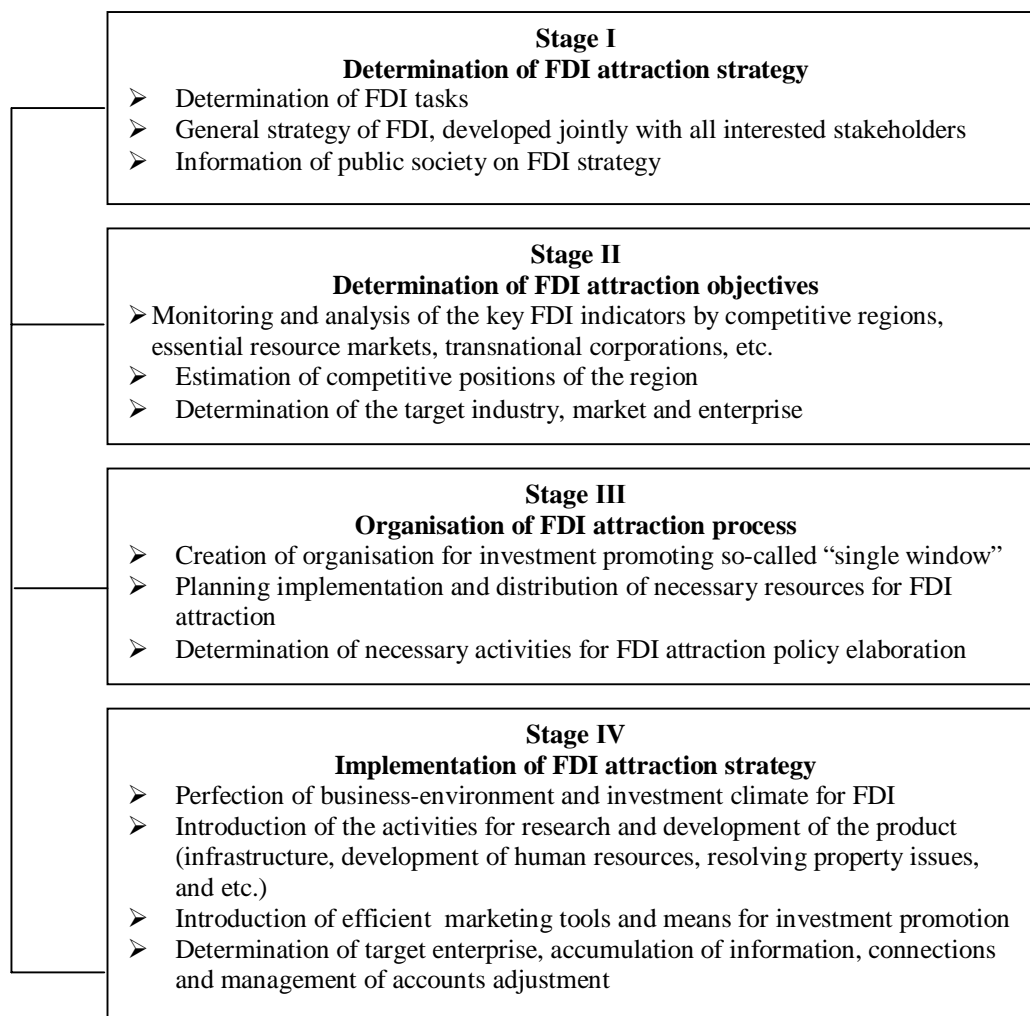 Stage I
Determination of FDI attraction strategy
➢ Determination of FDI tasks
➢ General strategy of FDI, developed jointly with all interested stakeholders
➢ Information of public society on FDI strategy
Stage II
Determination of FDI attraction objectives
➢ Monitoring and analysis of the key FDI indicators by competitive regions,
essential resource markets, transnational corporations, etc.
➢ Estimation of competitive positions of the region
➢ Determination of the target industry, market and enterprise
Stage III
Organisation of FDI attraction process
➢ Creation of organisation for investment promoting so-called “single window”
➢ Planning implementation and distribution of necessary resources for FDI
attraction
➢ Determination of necessary activities for FDI attraction policy elaboration
Stage IV
Implementation of FDI attraction strategy
➢ Perfection of business-environment and investment climate for FDI
➢ Introduction of the activities for research and development of the product
(infrastructure, development of human resources, resolving property issues,
and etc.)
➢ Introduction of efficient marketing tools and means for investment promotion
➢ Determination of target enterprise, accumulation of information, connections
and management of accounts adjustment